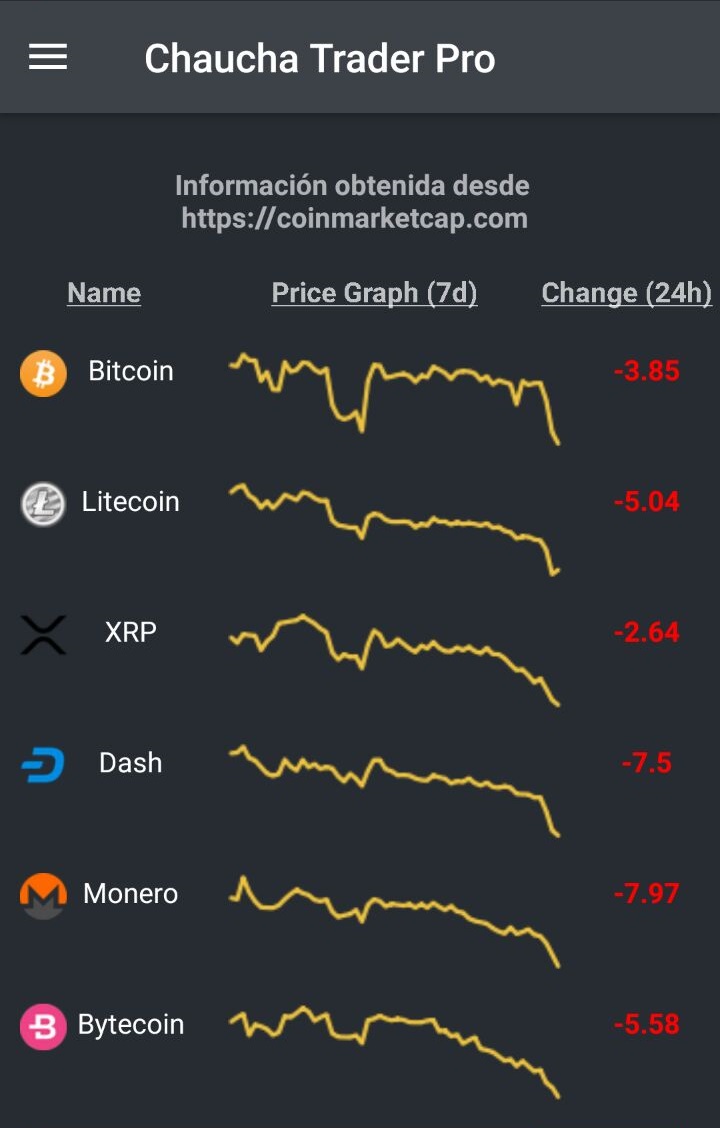 Chaucha Trader Pro
Información obtenida desde
https://coinmarketcap.com
Name Price Graph (7d) Change (24h)
Bitcoin -3.85
Litecoin -5.04
XRP -2.64
Dash -7.5
Monero -7.97
Bytecoin -5.58